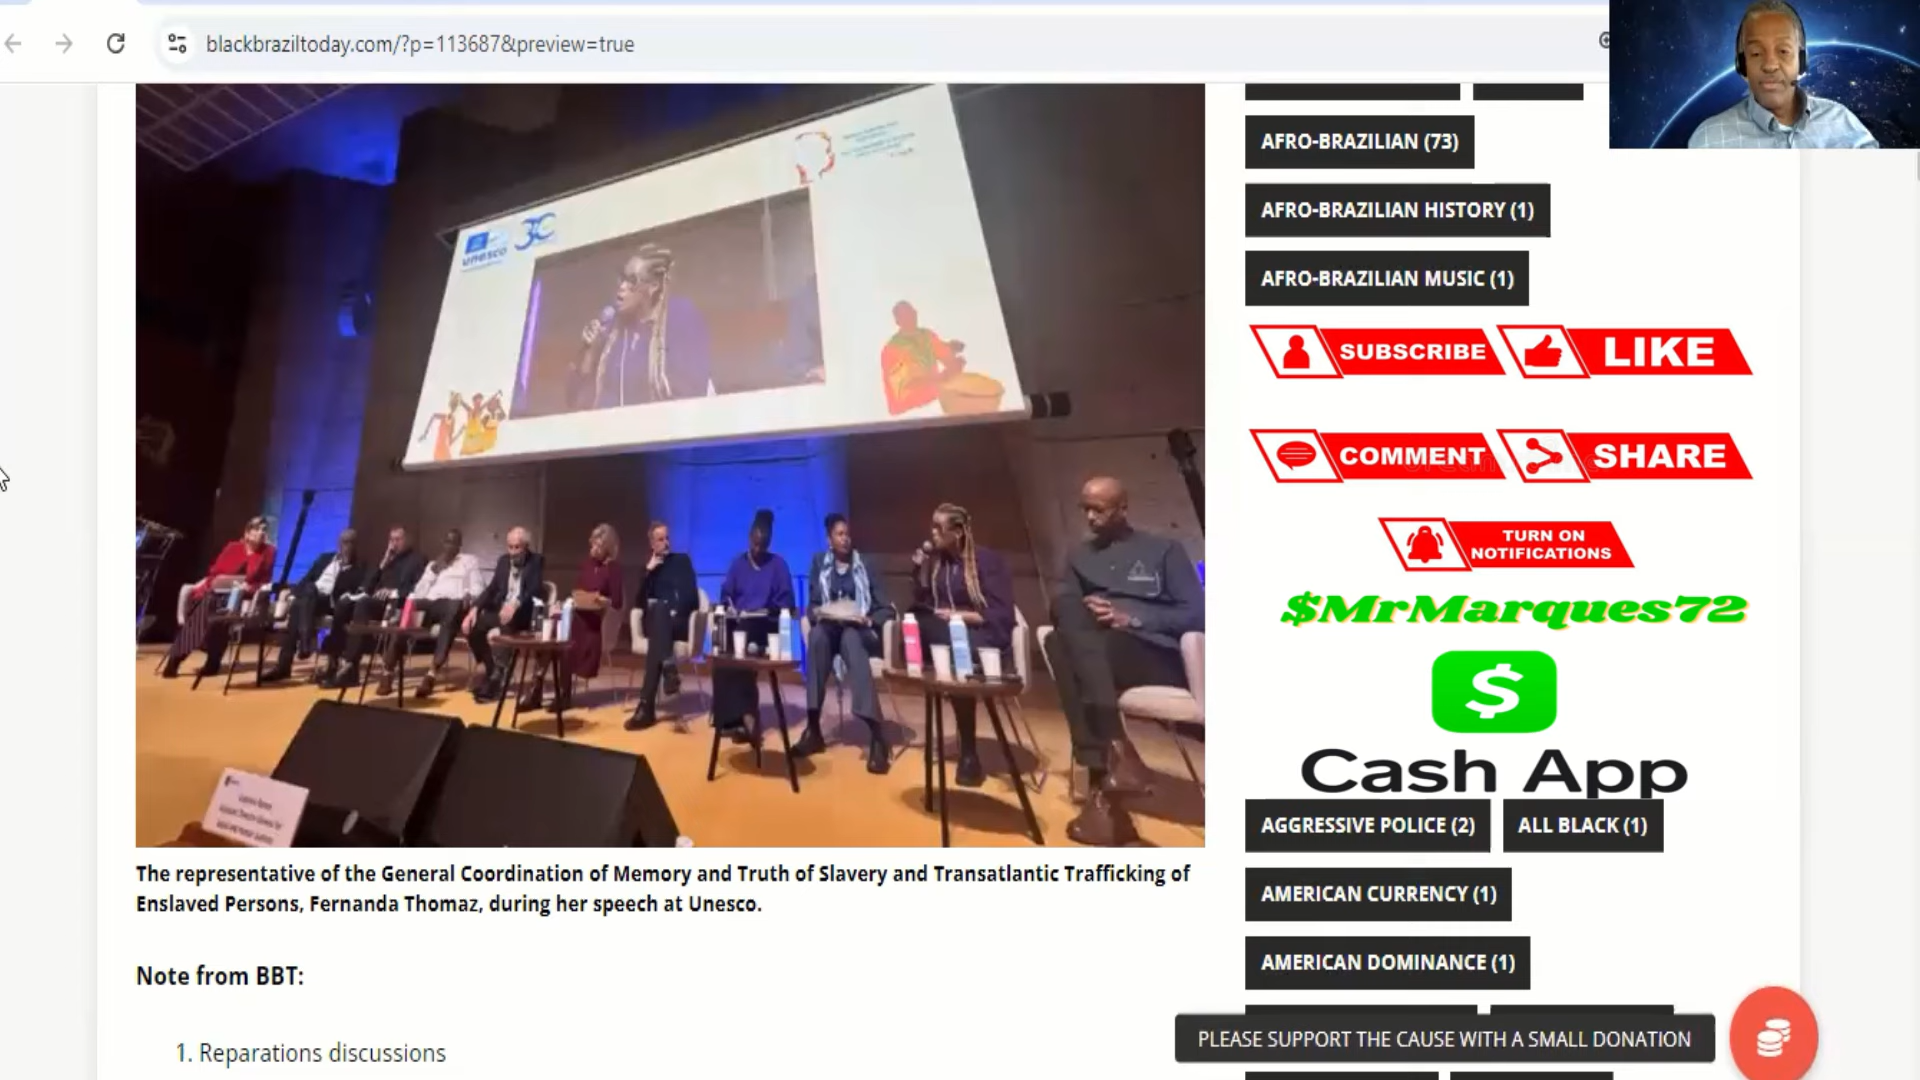 blackbraziltoday.com/?p=113687&preview=true
unesco
30
AFRO-BRAZILIAN (73)
AFRO-BRAZILIAN HISTORY (1)
AFRO-BRAZILIAN MUSIC (1)
SUBSCRIBE
LIKE
COMMENT
SHARE
TURN ON
NOTIFICATIONS
$MrMarques72
$
Cash App
AGGRESSIVE POLICE (2)
ALL BLACK (1)
AMERICAN CURRENCY (1)
AMERICAN DOMINANCE (1)
The representative of the General Coordination of Memory and Truth of Slavery and Transatlantic Trafficking of
Enslaved Persons, Fernanda Thomaz, during her speech at Unesco.
Note from BBT:
1. Reparations discussions
PLEASE SUPPORT THE CAUSE WITH A SMALL DONATION